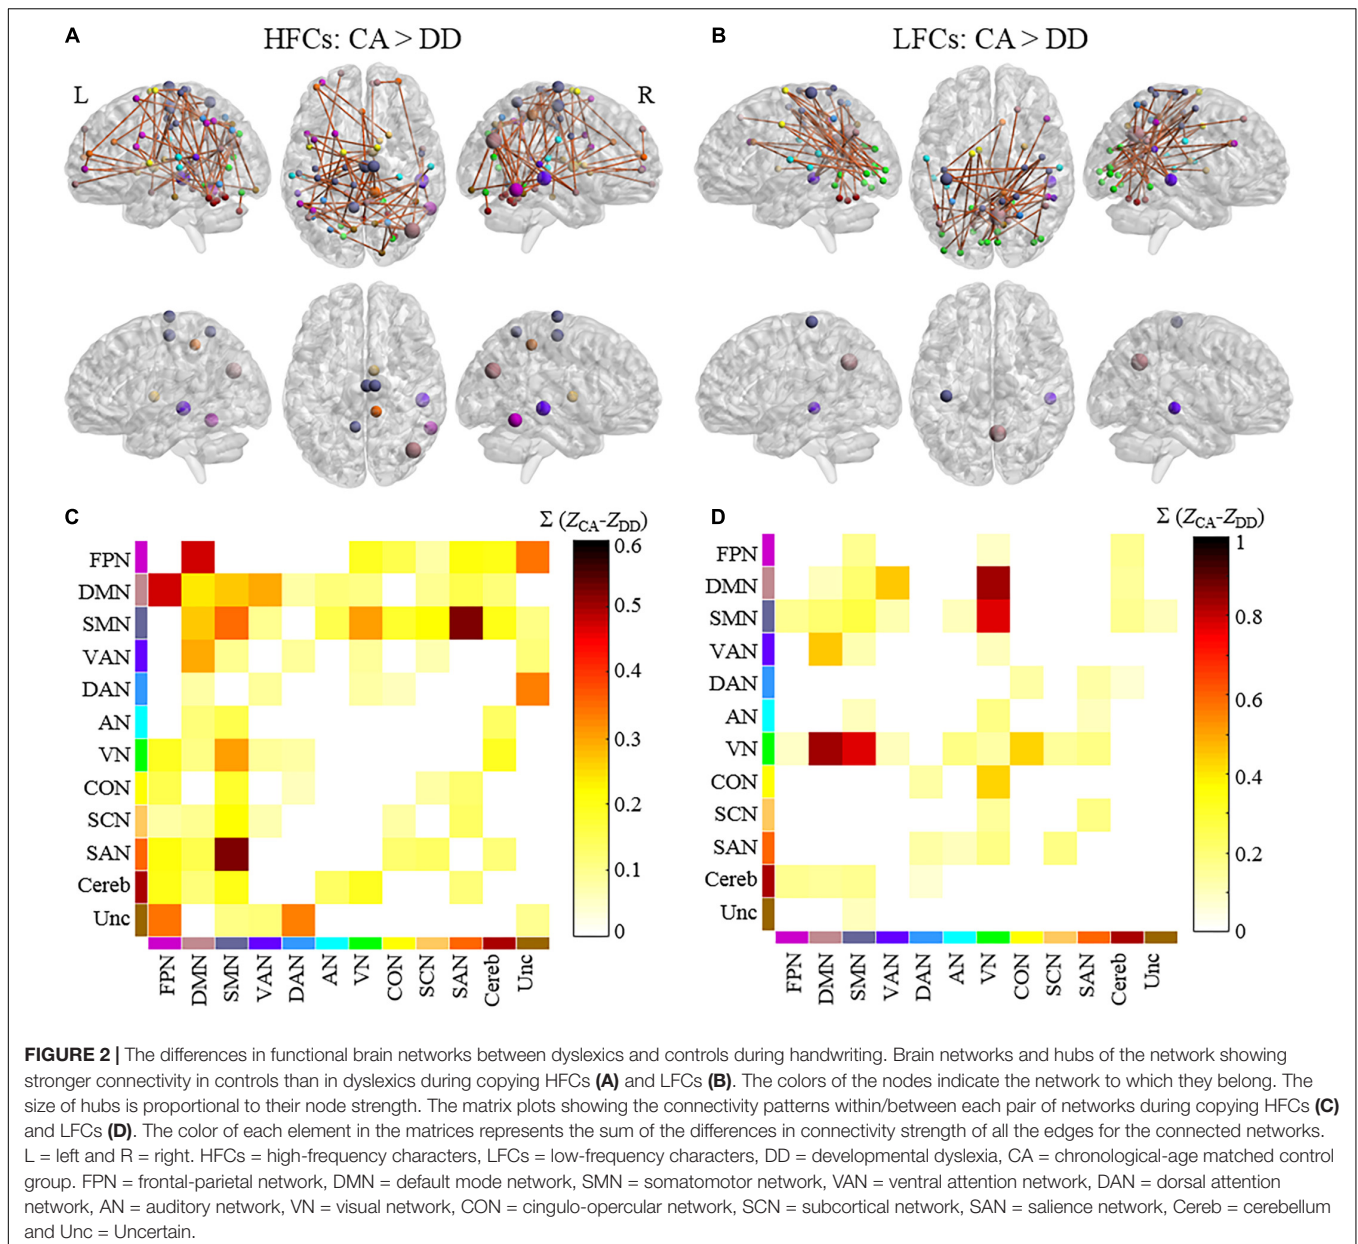 A
HFCs: CA > DD
B
LFCs: CA > DD
L
R
C
Σ (ZCA-ZDD)
FPN
DMN
SMN
VAN
DAN
AN
VN
CON
SCN
SAN
Cereb
Unc
FPN
DMN
SMN
VAN
DAN
AN
VN
CON
SCN
SAN
Cereb
Unc
0.6
0.5
0.4
0.3
0.2
0.1
0
D
Σ (ZCA-ZDD)
FPN
DMN
SMN
VAN
DAN
AN
VN
CON
SCN
SAN
Cereb
Unc
FPN
DMN
SMN
VAN
DAN
AN
VN
CON
SCN
SAN
Cereb
Unc
1
0.8
0.6
0.4
0.2
0
FIGURE 2 | The differences in functional brain networks between dyslexics and controls during handwriting. Brain networks and hubs of the network showing
stronger connectivity in controls than in dyslexics during copying HFCs (A) and LFCs (B). The colors of the nodes indicate the network to which they belong. The
size of hubs is proportional to their node strength. The matrix plots showing the connectivity patterns within/between each pair of networks during copying HFCs (C)
and LFCs (D). The color of each element in the matrices represents the sum of the differences in connectivity strength of all the edges for the connected networks.
L = left and R = right. HFCs = high-frequency characters, LFCs = low-frequency characters, DD = developmental dyslexia, CA = chronological-age matched control
group. FPN = frontal-parietal network, DMN = default mode network, SMN = somatomotor network, VAN = ventral attention network, DAN = dorsal attention
network, AN = auditory network, VN = visual network, CON = cingulo-opercular network, SCN = subcortical network, SAN = salience network, Cereb = cerebellum
and Unc = Uncertain.